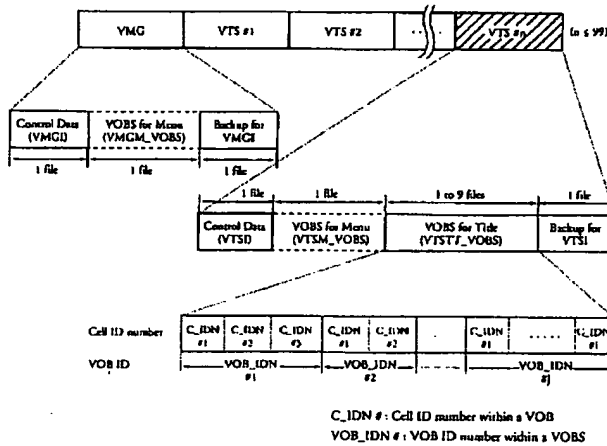 VMG VTS #1 VTS #2 ..... VTS #n (n ≤ 99)
Control Data (VMGI)
VOBS for Menu (VMGM_VOBS)
Backup for VMGI
1 file 1 file 1 file
1 file 1 file 1 to 9 files 1 file
Control Data (VTSI)
VOBS for Menu (VTSM_VOBS)
VOBS for Title (VTSTT_VOBS)
Backup for VTSI
Cell ID number C_IDN #1 C_IDN #2 C_IDN #3 C_IDN #1 C_IDN #2 . C_IDN #1 ..... C_IDN
VOB ID VOB_IDN #1 VOB_IDN #2 VOB_IDN
C_IDN # : Cell ID number within a VOB
VOB_IDN # : VOB ID number within a VOBS